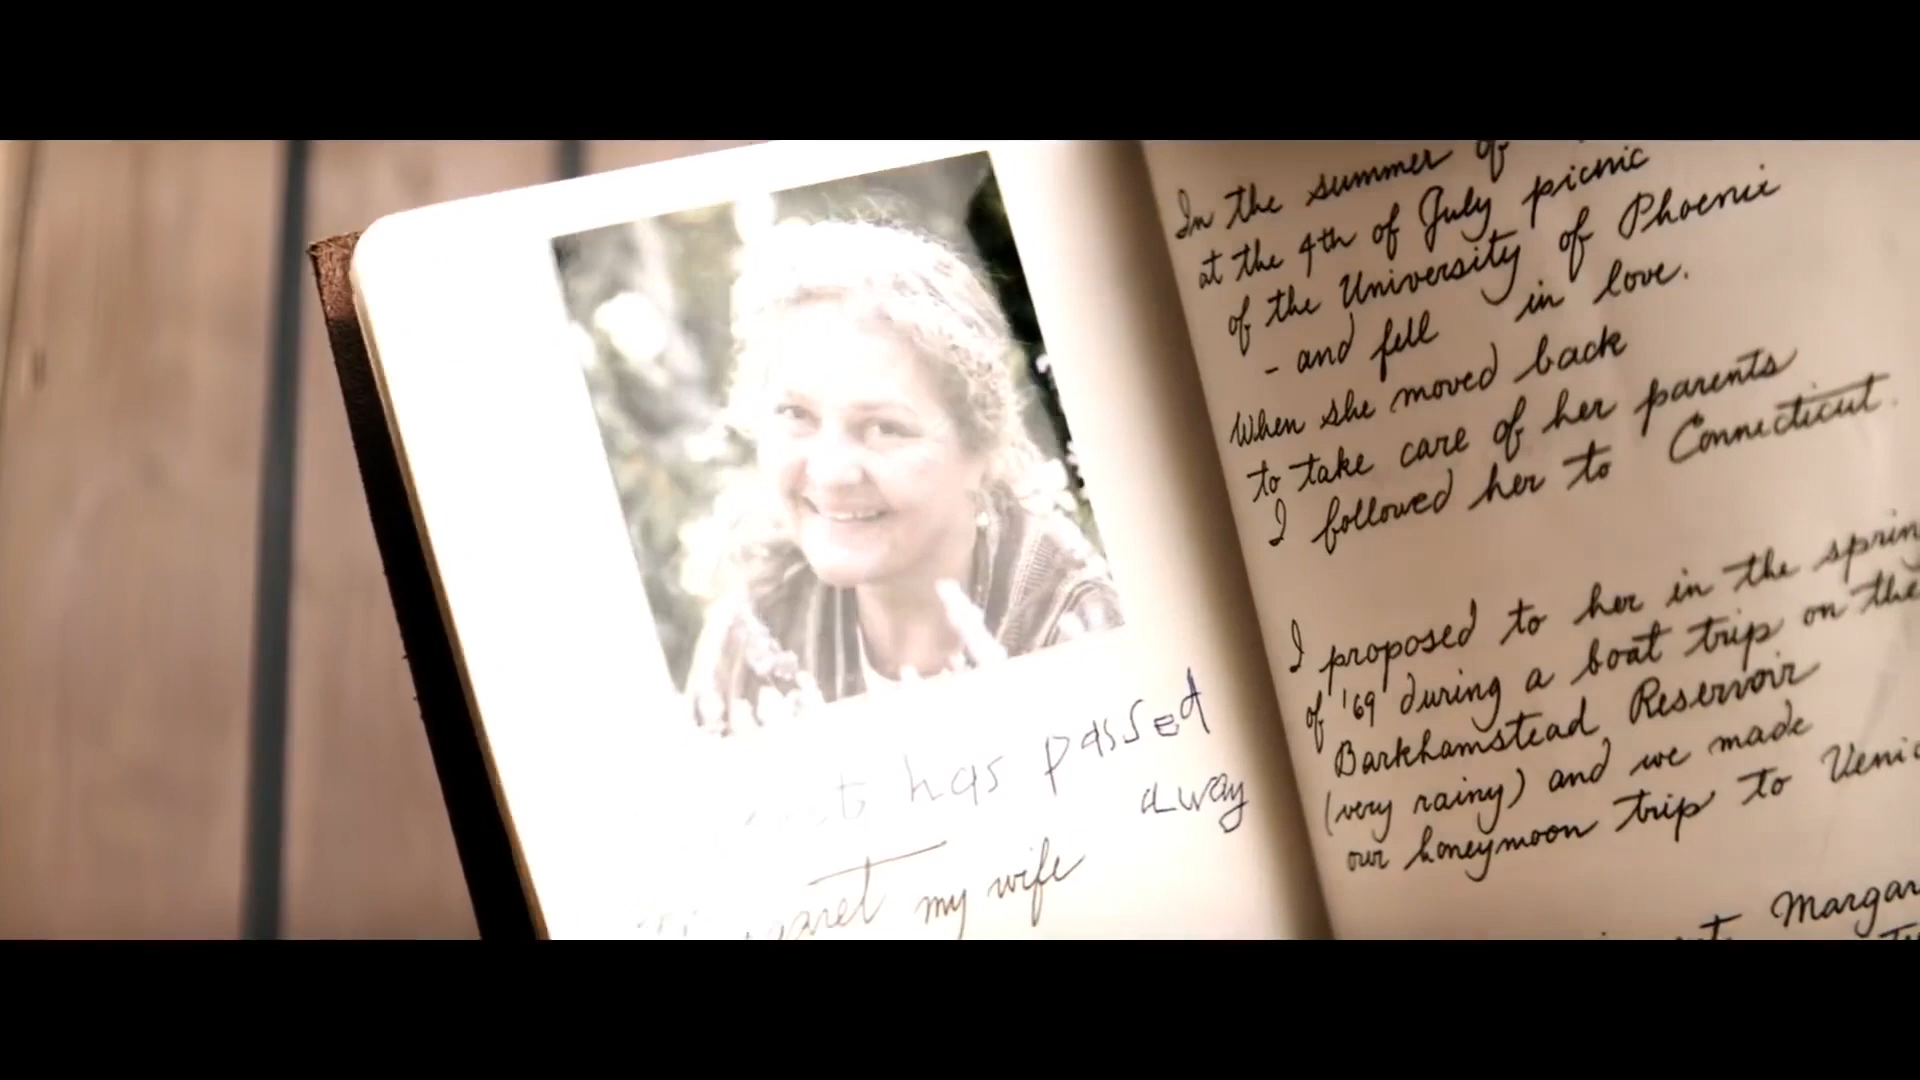 has passed
away
my wife
In the summer of
at the 4th of July picnic
of the University of Phoenix
- and fell in love.
When she moved back
to take care of her parents
I followed her to Connecticut.
I proposed to her in the spring
of '69 during a boat trip on the
Barkhamstead Reservoir
(very rainy) and we made
our honeymoon trip to